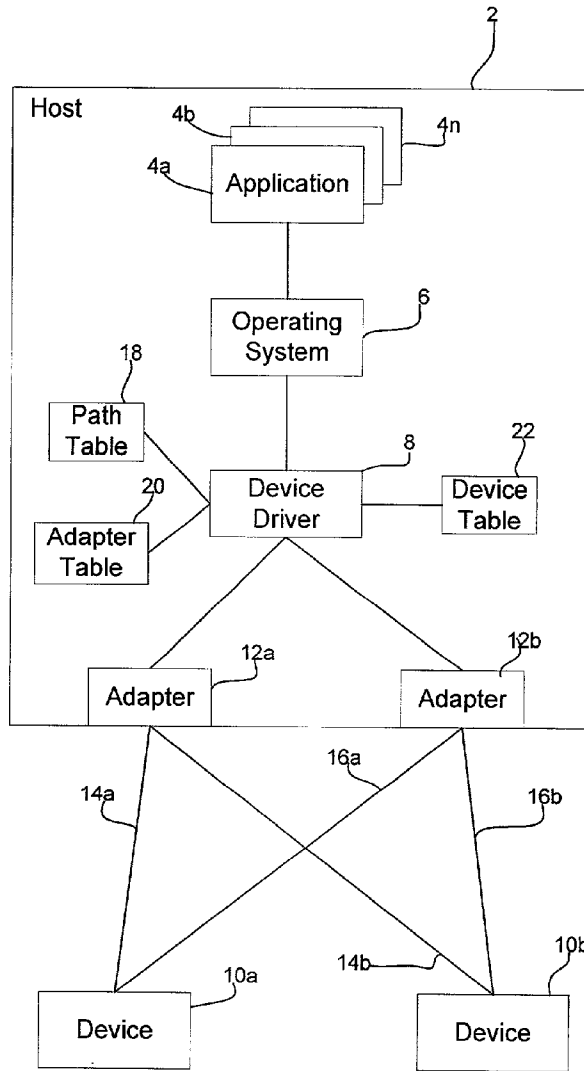 2
Host
4b
4n
4a
Application
6
Operating
System
18
Path
Table
8
22
Device
Driver
Device
Table
20
Adapter
Table
12a
12b
Adapter
Adapter
16a
14a
16b
14b
10a
10b
Device
Device